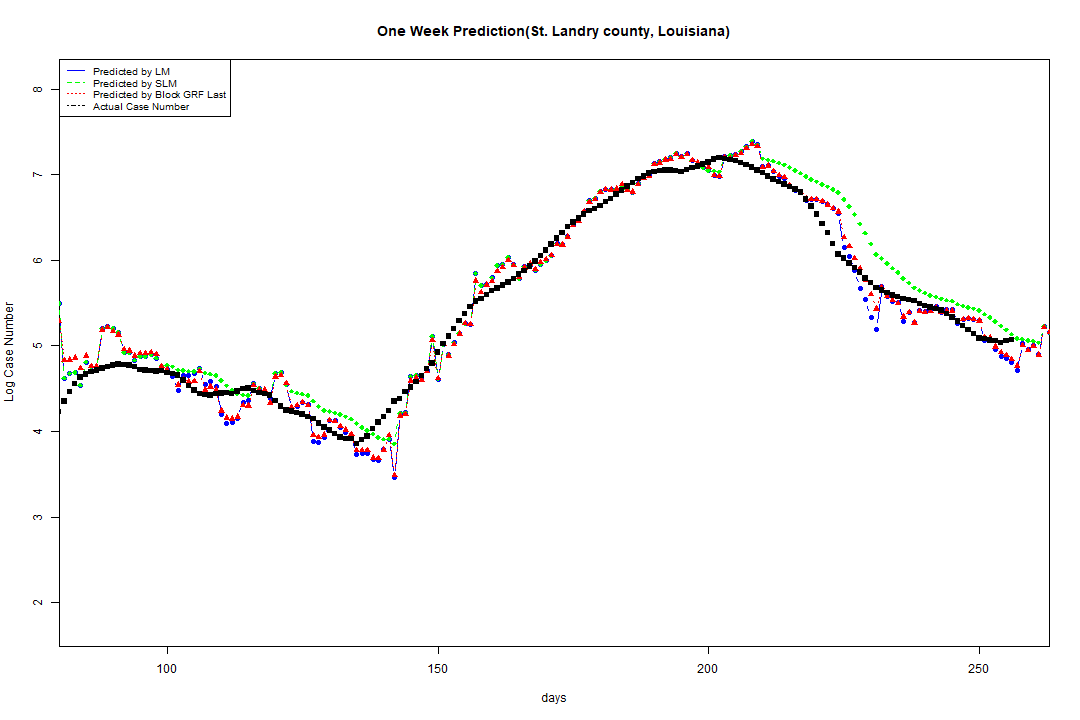 One Week Prediction(St. Landry county, Louisiana)
Predicted by LM
Predicted by SLM
Predicted by Block GRF Last
Actual Case Number
8
7
6
5
4
3
2
Log Case Number
100 150 200 250
days